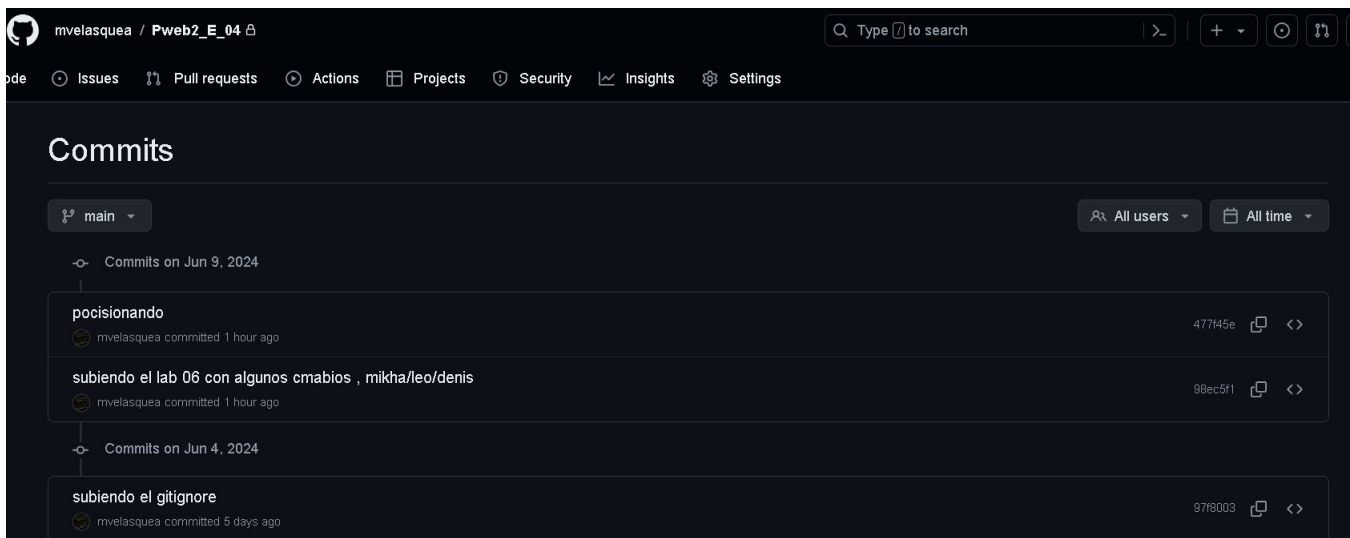 mvelasquea / Pweb2_E_04
Type / to search
ode Issues Pull requests Actions Projects Security Insights Settings
Commits
main
All users All time
Commits on Jun 9, 2024
pocisionando
mvelasquea committed 1 hour ago
477f45e
subiendo el lab 06 con algunos cmabios , mikha/leo/denis
mvelasquea committed 1 hour ago
98ec5f1
Commits on Jun 4, 2024
subiendo el gitignore
mvelasquea committed 5 days ago
97f8003